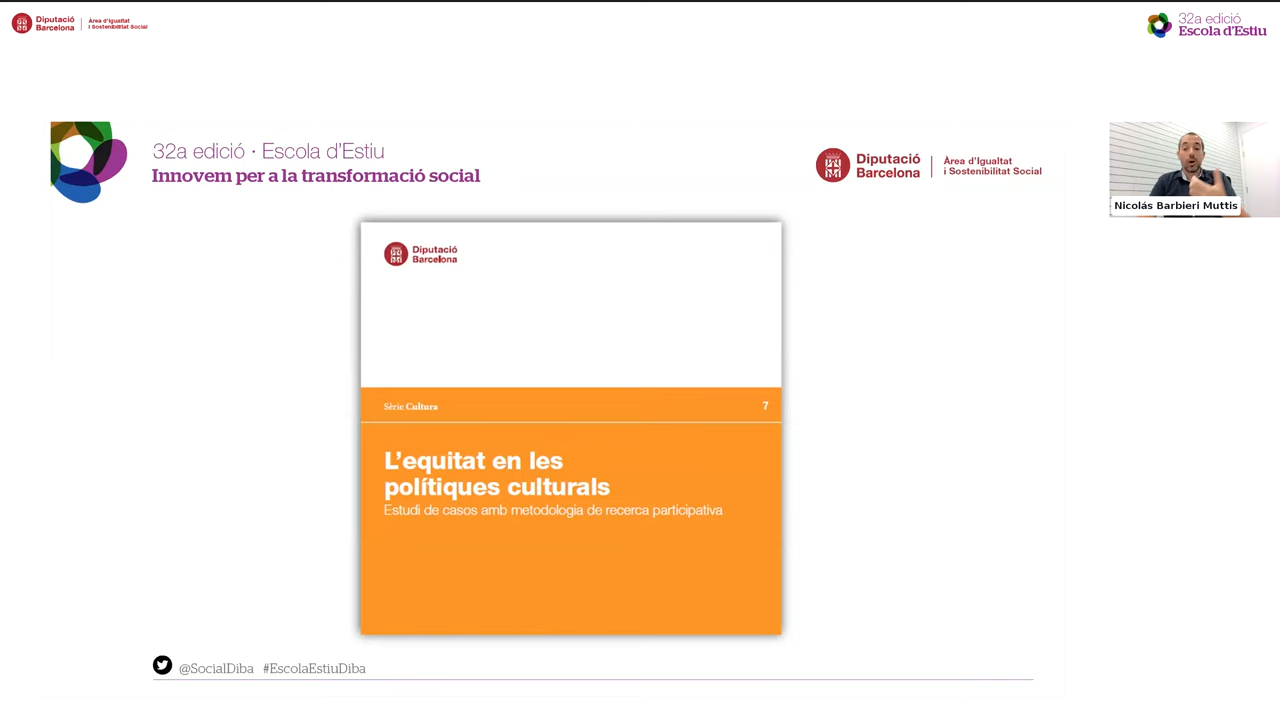 Diputació
Barcelona
Àrea d'Igualtat
i Sostenibilitat Social
32a edició
Escola d'Estiu
32a edició · Escola d'Estiu
Innovem per a la transformació social
Diputació
Barcelona
Àrea d'Igualtat
i Sostenibilitat Social
Nicolás Barbieri Muttis
Diputació
Barcelona
Sèrie Cultura
7
L'equitat en les
polítiques culturals
Estudi de casos amb metodologia de recerca participativa
@SocialDiba #EscolaEstiuDiba